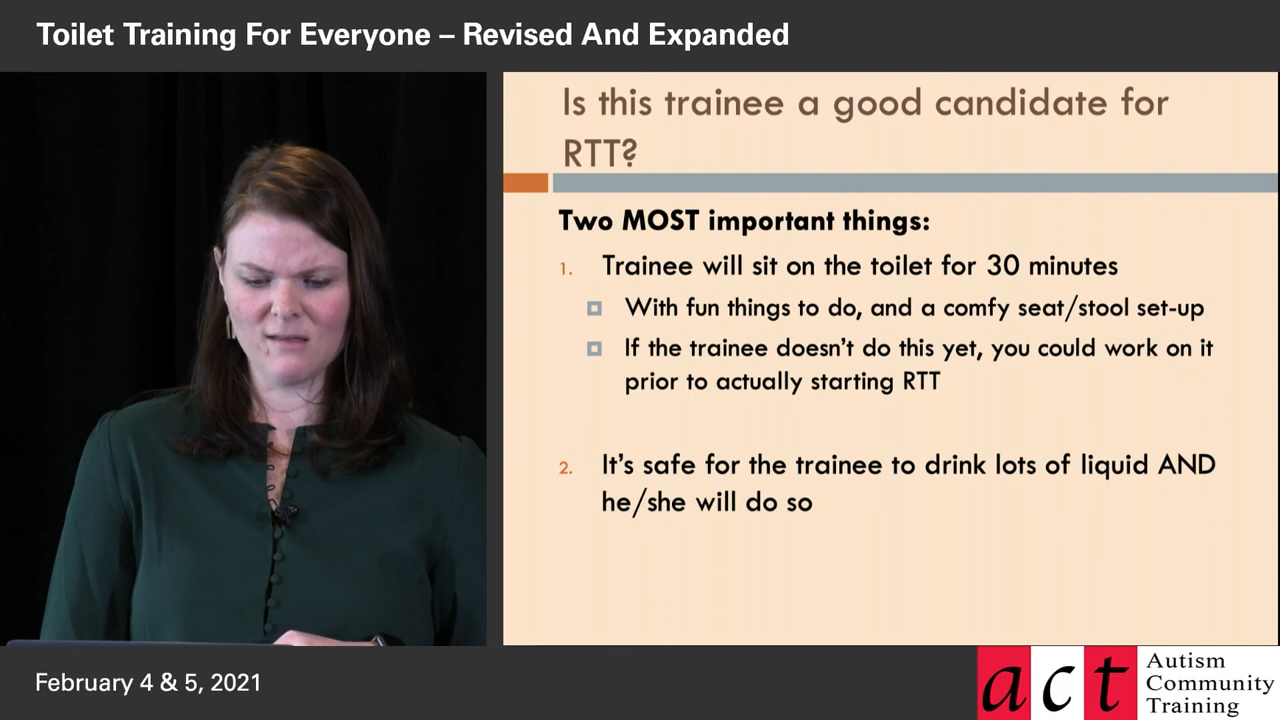 Toilet Training For Everyone – Revised And Expanded
Is this trainee a good candidate for
RTT?
Two MOST important things:
1. Trainee will sit on the toilet for 30 minutes
With fun things to do, and a comfy seat/stool set-up
If the trainee doesn't do this yet, you could work on it
prior to actually starting RTT
2. It's safe for the trainee to drink lots of liquid AND
he/she will do so
February 4 & 5, 2021
act
Autism
Community
Training